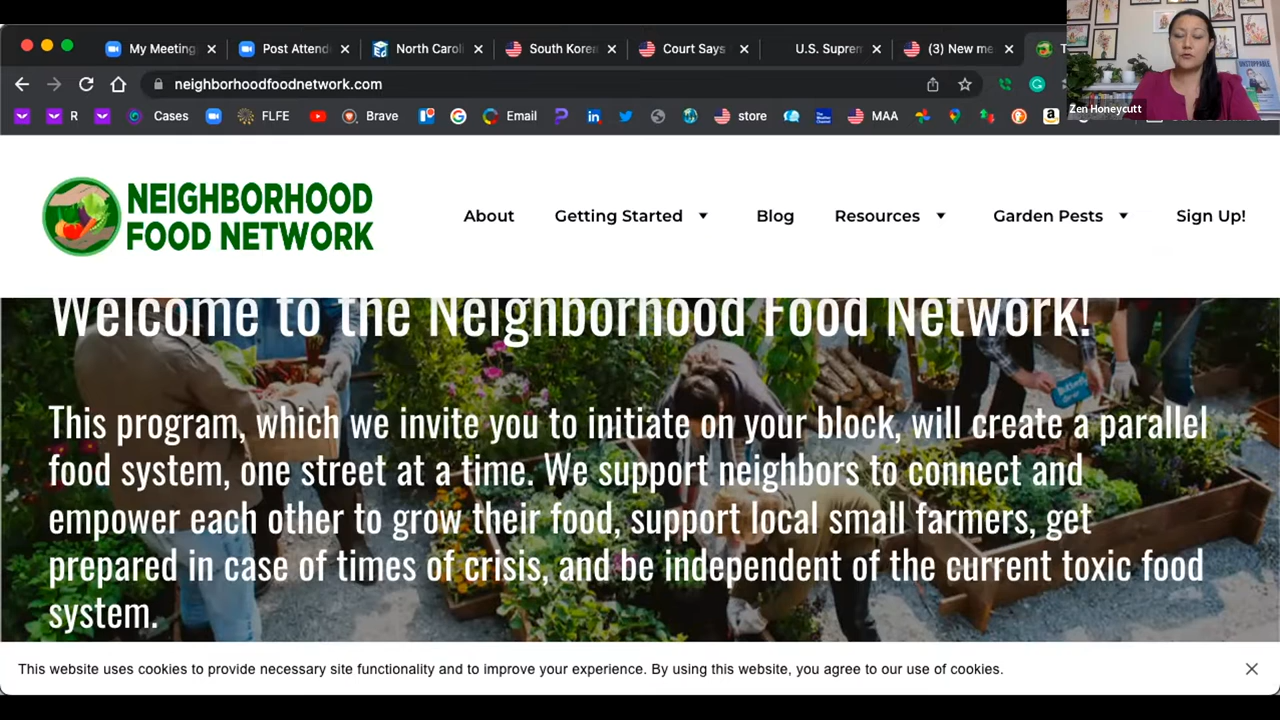 My Meeting
Post Attend
North Caroli
South Korea
Court Says
U.S. Suprem
(3) New me
T
neighborhoodfoodnetwork.com
R
Cases
FLFE
Brave
Email
store
MAA
Zen Honeycutt
UNSTOPPABLE
NEIGHBORHOOD
FOOD NETWORK
About
Getting Started
Blog
Resources
Garden Pests
Sign Up!
Welcome to the Neighborhood Food Network!
This program, which we invite you to initiate on your block, will create a parallel
food system, one street at a time. We support neighbors to connect and
empower each other to grow their food, support local small farmers, get
prepared in case of times of crisis, and be independent of the current toxic food
system.
This website uses cookies to provide necessary site functionality and to improve your experience. By using this website, you agree to our use of cookies.